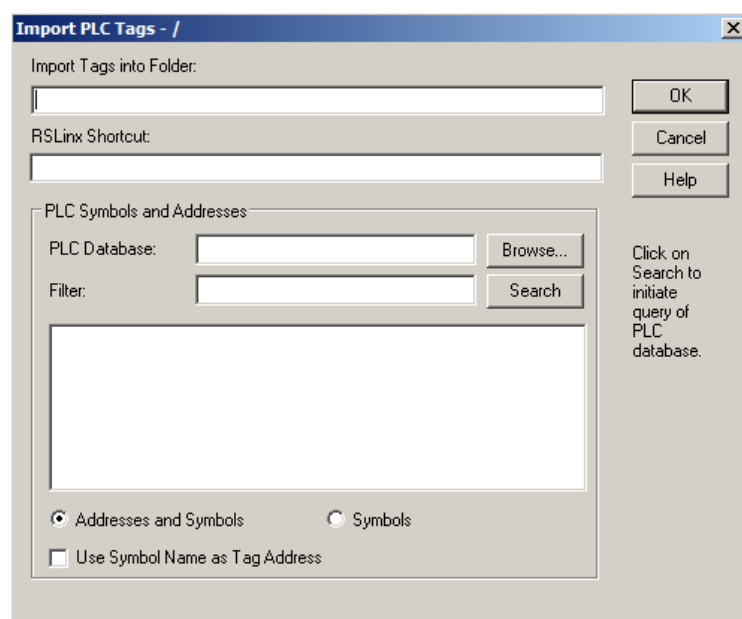 Import PLC Tags - /
Import Tags into Folder:
OK
RSLinx Shortcut:
Cancel
Help
PLC Symbols and Addresses
PLC Database:
Browse...
Filter:
Search
Click on
Search to
initiate
query of
PLC
database.
Addresses and Symbols
Symbols
Use Symbol Name as Tag Address